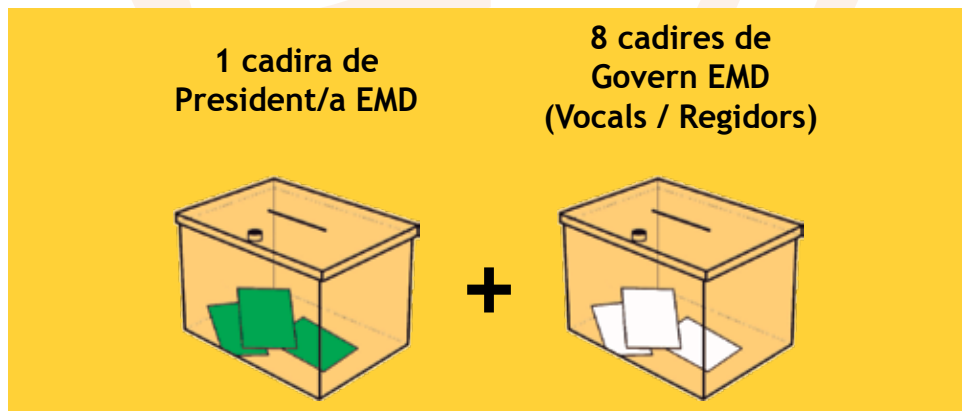 1 cadira de
President/a EMD
8 cadires de
Govern EMD
(Vocals / Regidors)
+